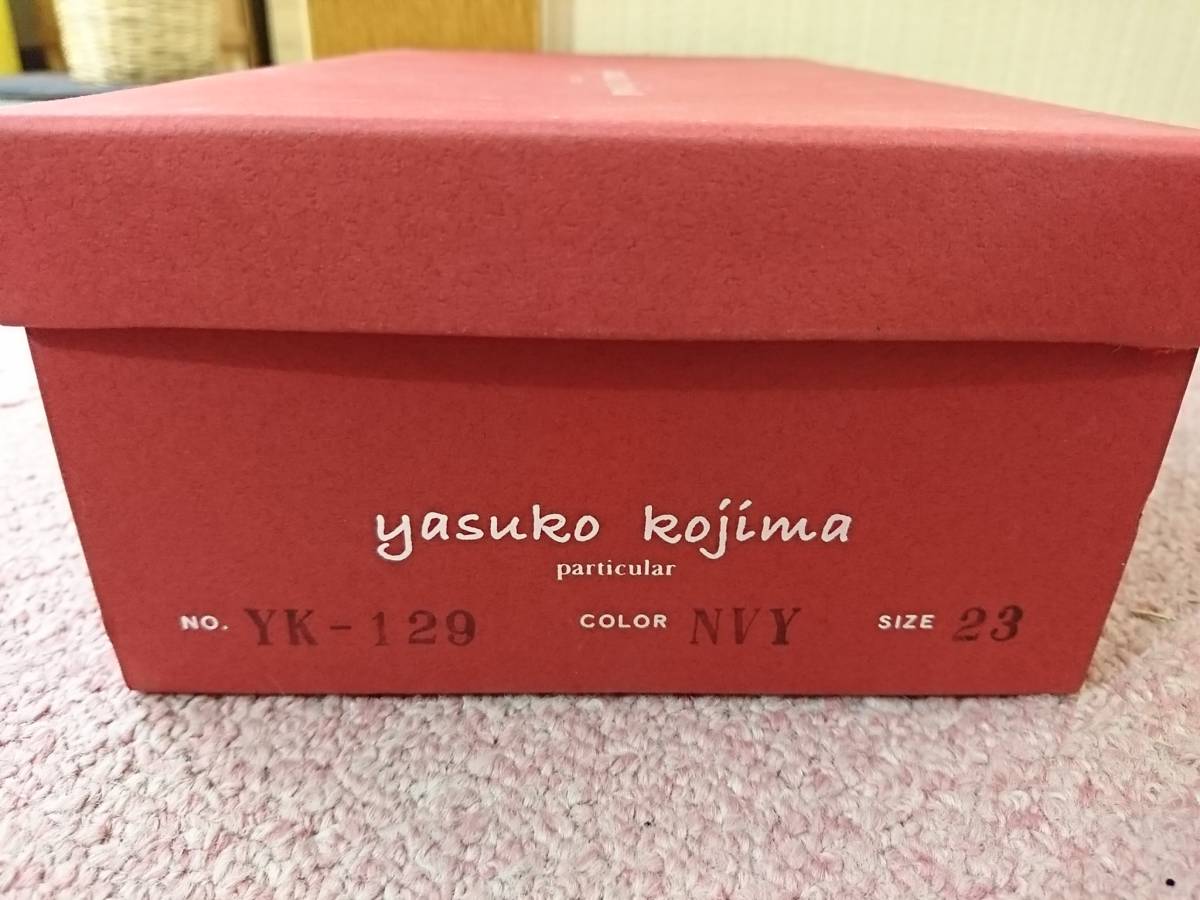 yasuko kojima
particular
NO. YK-129 COLOR NVY SIZE 23